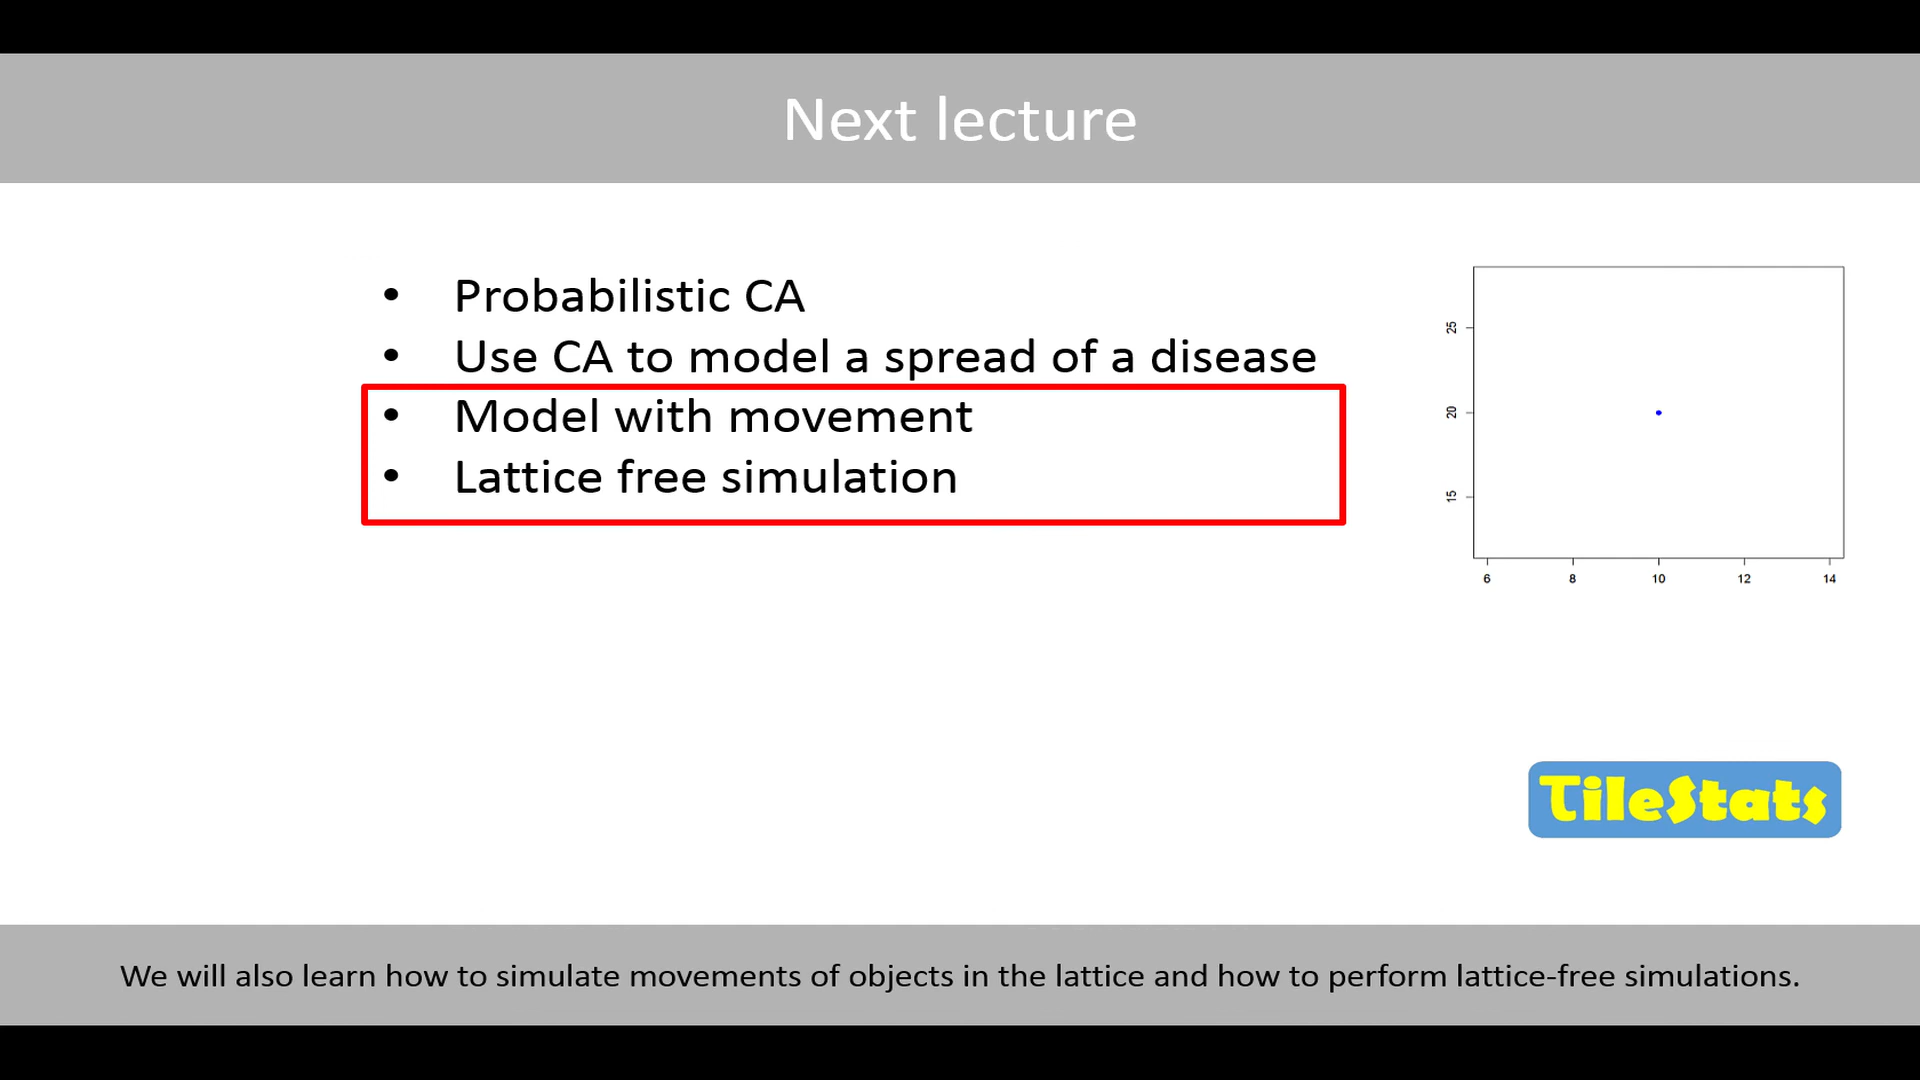 Next lecture
• Probabilistic CA
• Use CA to model a spread of a disease
• Model with movement
• Lattice free simulation
25
20
15
6 8 10 12 14
TileStats
We will also learn how to simulate movements of objects in the lattice and how to perform lattice-free simulations.